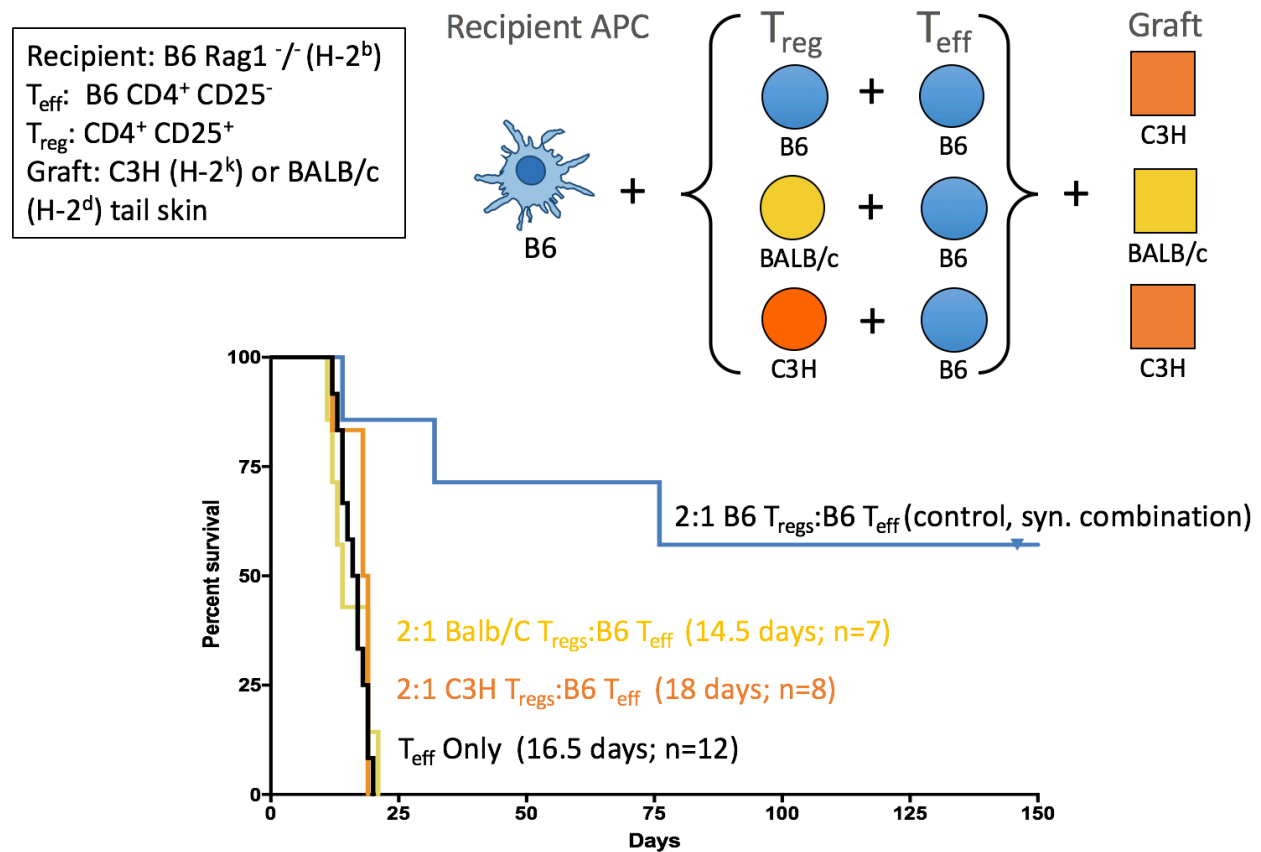 Recipient: B6 Rag1 -/- (H-2b)
Teff: B6 CD4+ CD25-
Treg: CD4+ CD25+
Graft: C3H (H-2k) or BALB/c
(H-2d) tail skin
Recipient APC
Treg
Teff
Graft
B6
+
B6
+
B6
C3H
BALB/c
+
B6
+
BALB/c
C3H
+
B6
C3H
100
75
50
25
0
Percent survival
2:1 B6 Tregs:B6 Teff (control, syn. combination)
2:1 Balb/C Tregs:B6 Teff (14.5 days; n=7)
2:1 C3H Tregs:B6 Teff (18 days; n=8)
Teff Only (16.5 days; n=12)
0 25 50 75 100 125 150
Days